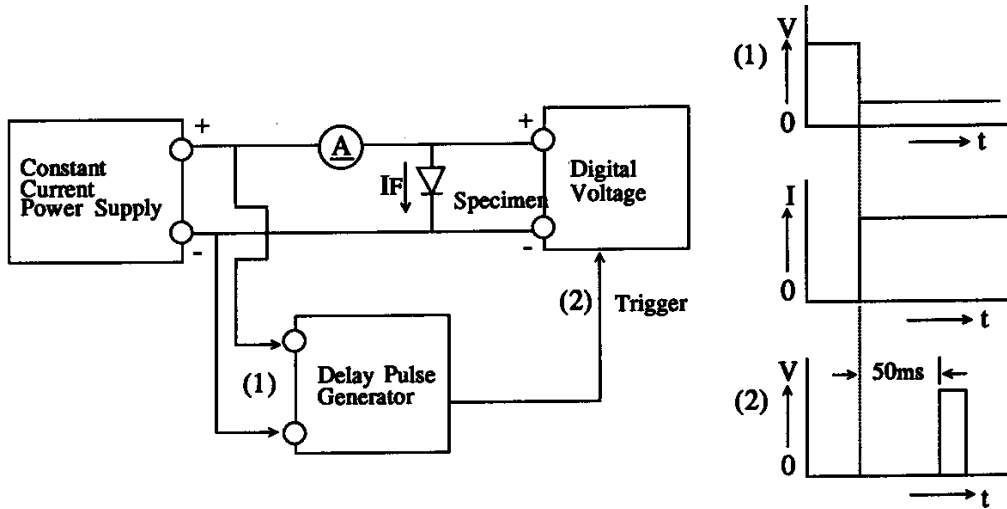 Constant
Current
Power Supply
+
-
A
IF
Specimen
+
-
Digital
Voltage
(2)
Trigger
(1)
Delay Pulse
Generator
(1)
V
0
t
I
0
t
(2)
V
0
50ms
t